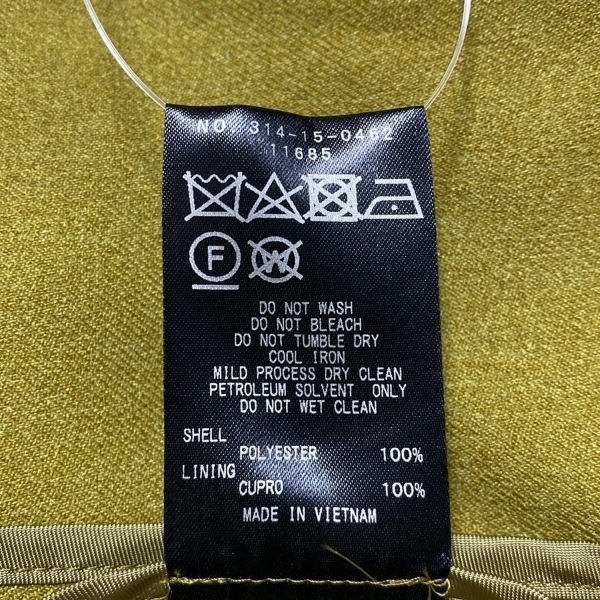 NO. 314-15-0462
11685
F W
DO NOT WASH
DO NOT BLEACH
DO NOT TUMBLE DRY
COOL IRON
MILD PROCESS DRY CLEAN
PETROLEUM SOLVENT ONLY
DO NOT WET CLEAN
SHELL
POLYESTER 100%
LINING
CUPRO 100%
MADE IN VIETNAM